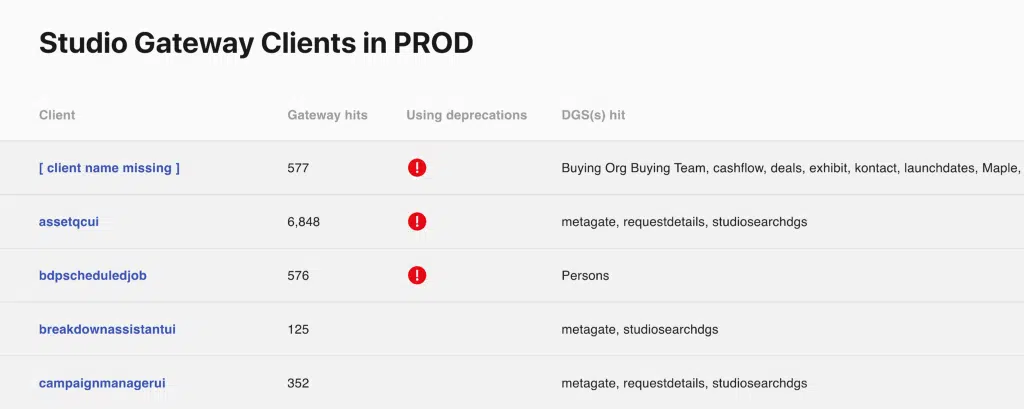 Studio Gateway Clients in PROD
Client Gateway hits Using deprecations DGS(s) hit
[ client name missing ] 577 ! Buying Org Buying Team, cashflow, deals, exhibit, kontact, launchdates, Maple,
assetqcui 6,848 ! metagate, requestdetails, studiosearchdgs
bdpscheduledjob 576 ! Persons
breakdownassistantui 125 metagate, studiosearchdgs
campaignmanagerui 352 metagate, requestdetails, studiosearchdgs